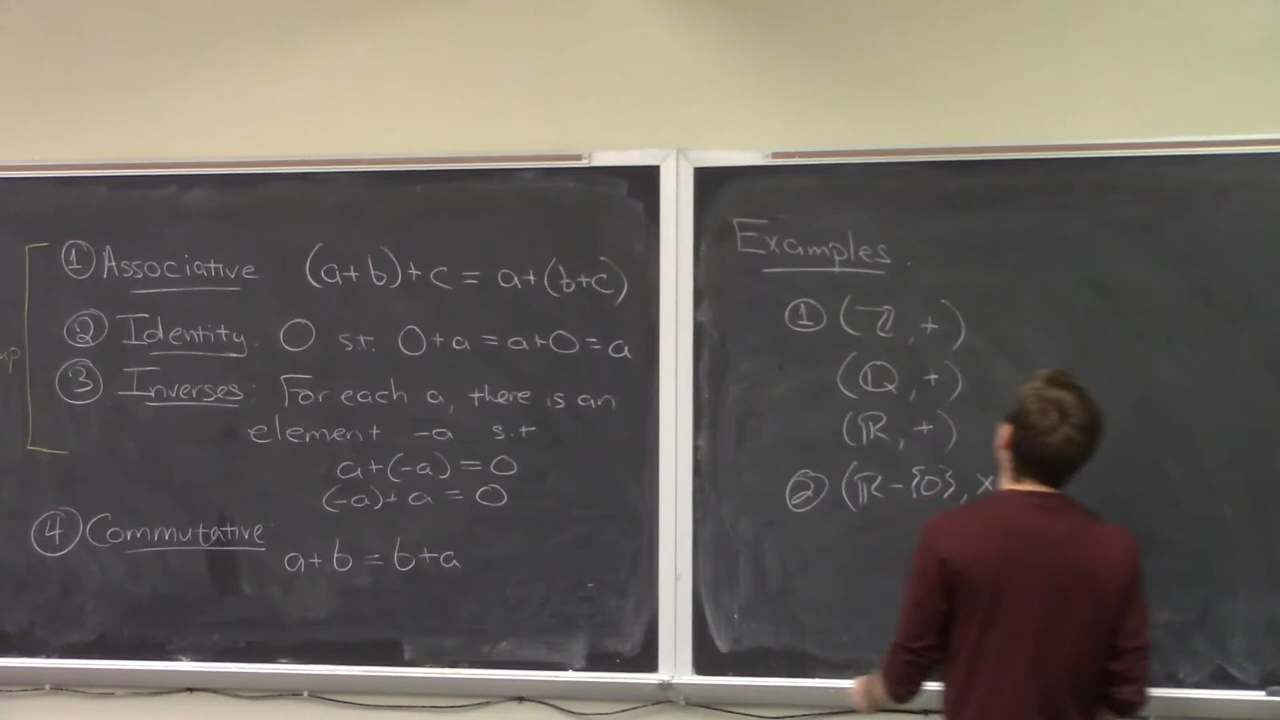 ① Associative (a+b)+c = a+(b+c)
② Identity. 0 s.t. 0+a = a+0 = a
③ Inverses: For each a, there is an
element -a s.t
a+(-a) = 0
(-a)+a = 0
④ Commutative:
a+b = b+a
Examples.
① (ℤ, +)
(ℚ, +)
(ℝ, +)
② (ℝ-{0}, ×